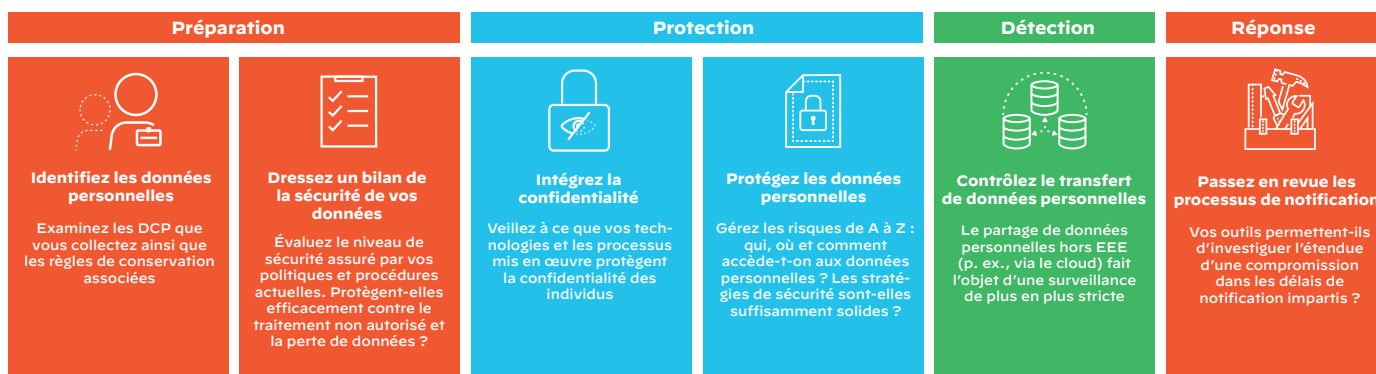 Préparation
Protection
Détection
Réponse
Identifiez les données
personnelles
Examinez les DCP que
vous collectez ainsi que
les règles de conservation
associées
Dressez un bilan de
la sécurité de vos
données
Évaluez le niveau de
sécurité assuré par vos
politiques et procédures
actuelles. Protègent-elles
efficacement contre le
traitement non autorisé et
la perte de données ?
Intégrez la
confidentialité
Veillez à ce que vos tech-
nologies et les processus
mis en œuvre protègent
la confidentialité des
individus
Protégez les données
personnelles
Gérez les risques de A à Z :
qui, où et comment
accède-t-on aux données
personnelles ? Les straté-
gies de sécurité sont-elles
suffisamment solides ?
Contrôlez le transfert
de données personnelles
Le partage de données
personnelles hors EEE
(p. ex., via le cloud) fait
l'objet d'une surveillance
de plus en plus stricte
Passez en revue les
processus de notification
Vos outils permettent-ils
d'investiguer l'étendue
d'une compromission
dans les délais de
notification impartis ?